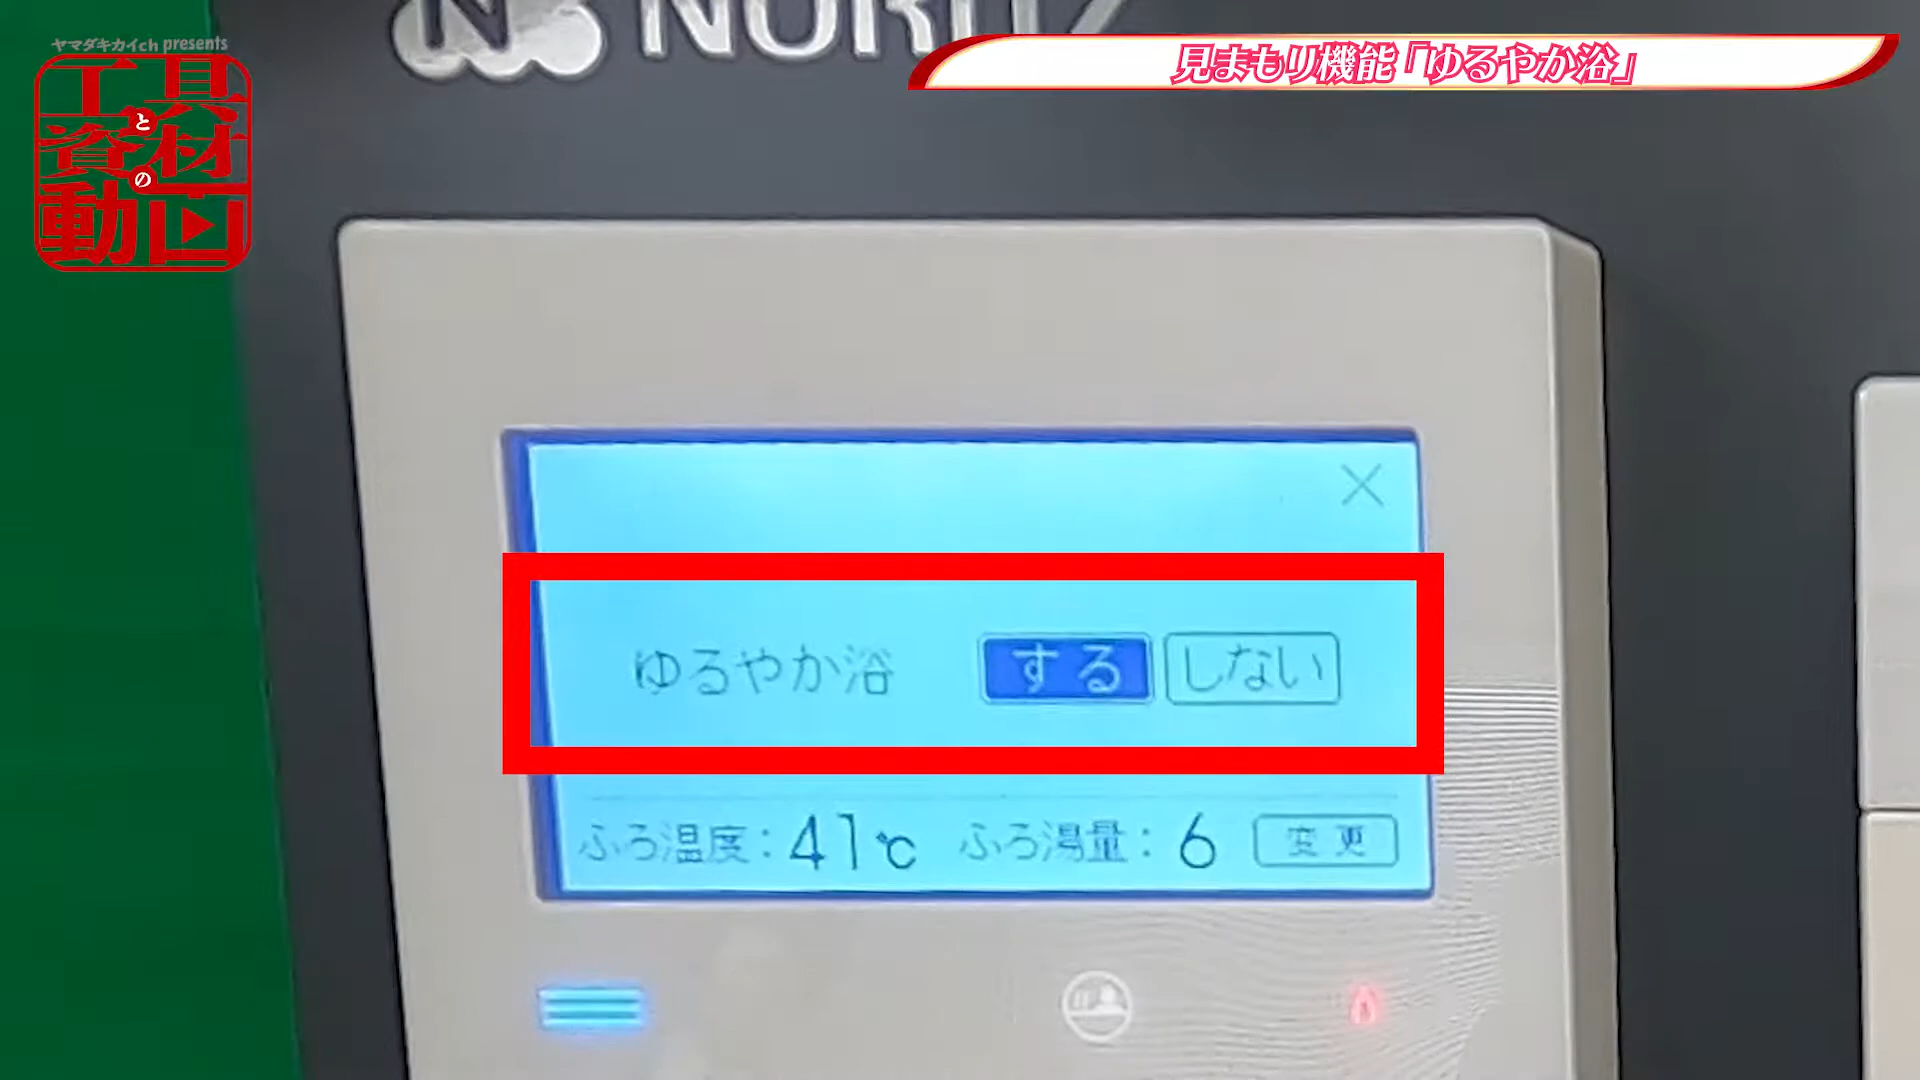 ヤマダキカイch presents
工具と資材の動画
NORITZ
見まもり機能「ゆるやか浴」
ゆるやか浴 する しない
ふろ温度:41℃ ふろ湯量:6 変更